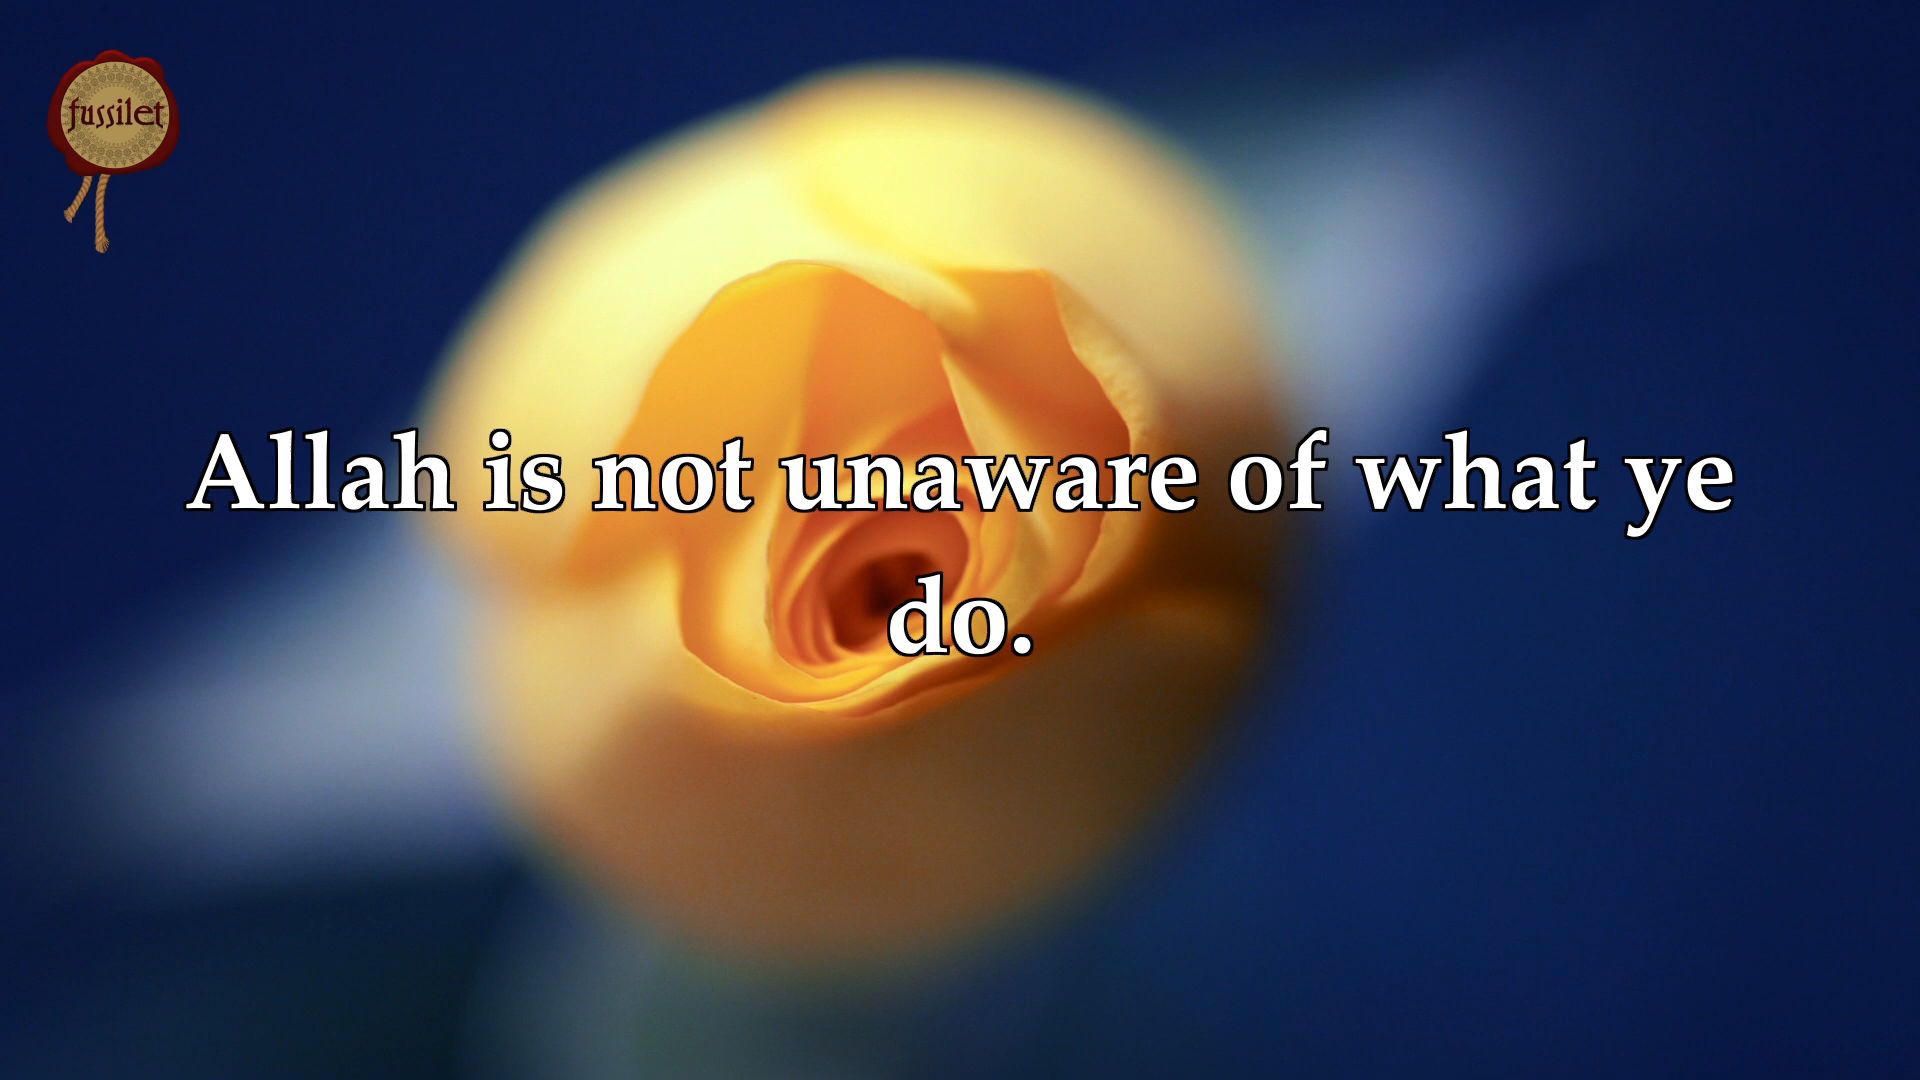 fussilet
Allah is not unaware of what ye
do.